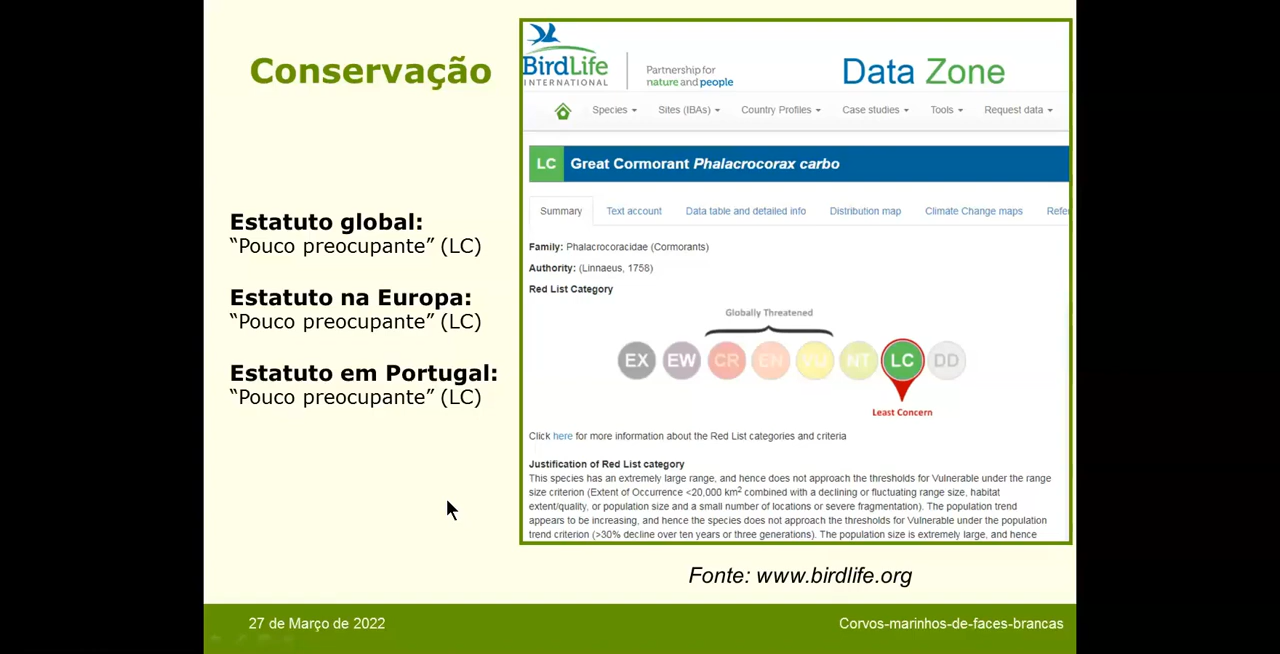 Conservação
Estatuto global:
“Pouco preocupante” (LC)
Estatuto na Europa:
“Pouco preocupante” (LC)
Estatuto em Portugal:
“Pouco preocupante” (LC)
BirdLife
INTERNATIONAL
Partnership for
nature and people
Data Zone
Species
Sites (IBAs)
Country Profiles
Case studies
Tools
Request data
LC Great Cormorant Phalacrocorax carbo
Summary
Text account
Data table and detailed info
Distribution map
Climate Change maps
Refer
Family: Phalacrocoracidae (Cormorants)
Authority: (Linnaeus, 1758)
Red List Category
Globally Threatened
EX EW CR EN VU NT LC DD
Least Concern
Click here for more information about the Red List categories and criteria
Justification of Red List category
This species has an extremely large range, and hence does not approach the thresholds for Vulnerable under the range
size criterion (Extent of Occurrence <20,000 km² combined with a declining or fluctuating range size, habitat
extent/quality, or population size and a small number of locations or severe fragmentation). The population trend
appears to be increasing, and hence the species does not approach the thresholds for Vulnerable under the population
trend criterion (>30% decline over ten years or three generations). The population size is extremely large, and hence
Fonte: www.birdlife.org
27 de Março de 2022
Corvos-marinhos-de-faces-brancas